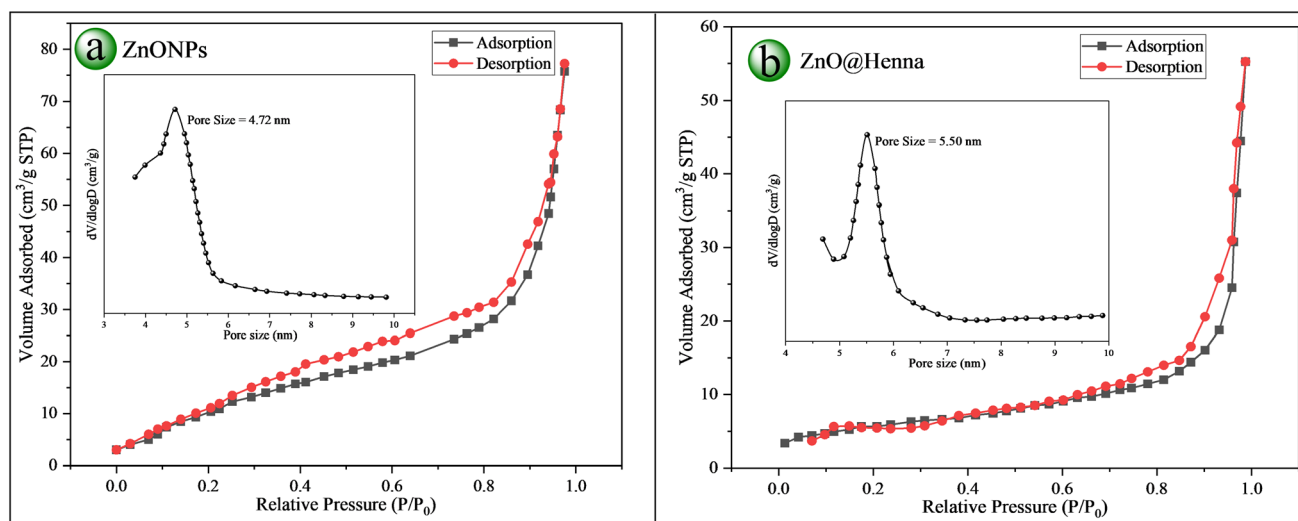 a ZnONPs
Adsorption
Desorption
Pore Size = 4.72 nm
dV/dlogD (cm³/g)
3 4 5 6 7 8 9 10
Pore size (nm)
Volume Adsorbed (cm³/g STP)
80
70
60
50
40
30
20
10
0
0.0 0.2 0.4 0.6 0.8 1.0
Relative Pressure (P/P₀)
b ZnO@Henna
Adsorption
Desorption
Pore Size = 5.50 nm
dV/dlogD (cm³/g)
4 5 6 7 8 9 10
Pore size (nm)
Volume Adsorbed (cm³/g STP)
60
50
40
30
20
10
0
0.0 0.2 0.4 0.6 0.8 1.0
Relative Pressure (P/P₀)